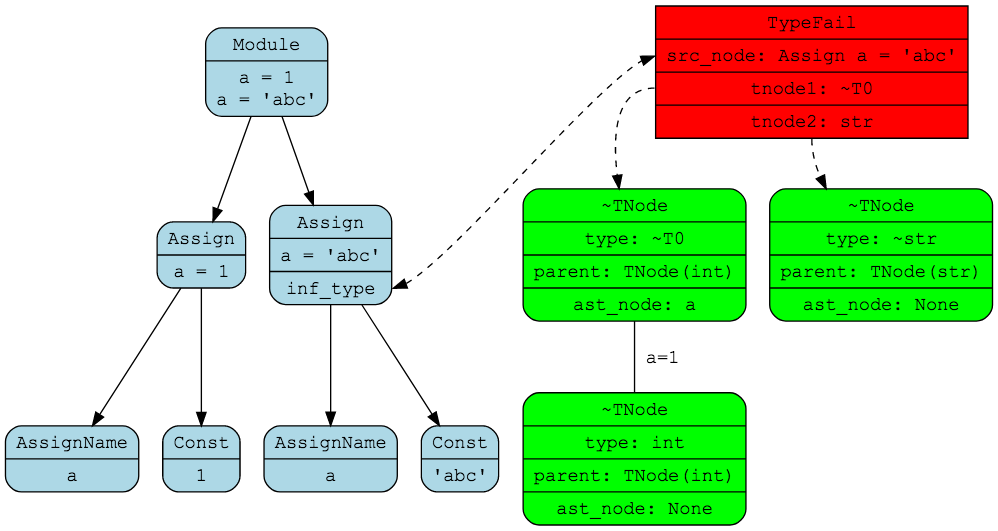 Module
a = 1
a = 'abc'
Assign
a = 1
Assign
a = 'abc'
inf_type
AssignName
a
Const
1
AssignName
a
Const
'abc'
TypeFail
src_node: Assign a = 'abc'
tnode1: ~T0
tnode2: str
~TNode
type: ~T0
parent: TNode(int)
ast_node: a
~TNode
type: ~str
parent: TNode(str)
ast_node: None
a=1
~TNode
type: int
parent: TNode(int)
ast_node: None